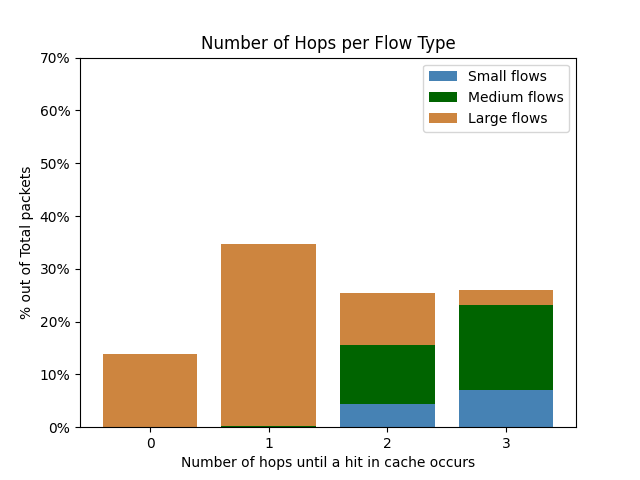 Number of Hops per Flow Type
70%
60%
50%
40%
30%
20%
10%
0%
% out of Total packets
Small flows
Medium flows
Large flows
0 1 2 3
Number of hops until a hit in cache occurs